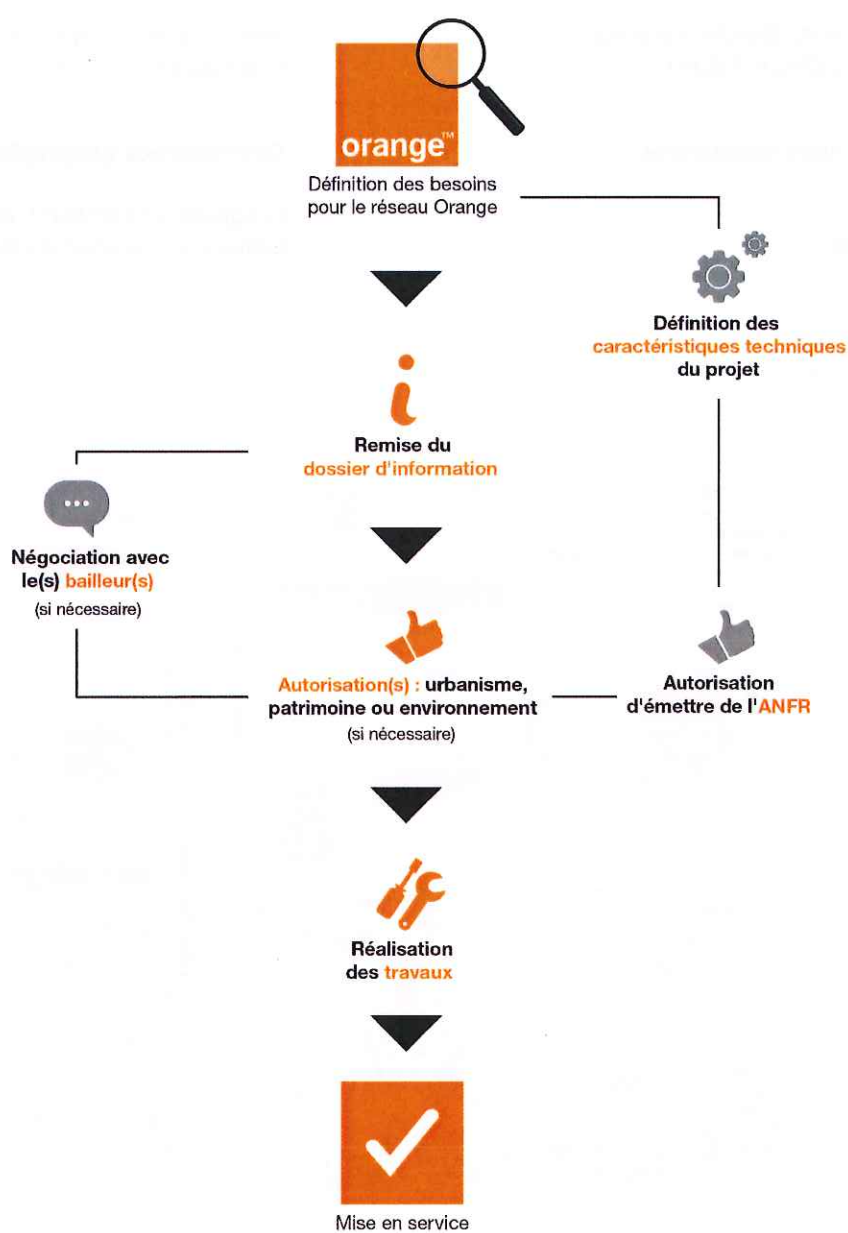 orange™
Définition des besoins
pour le réseau Orange
Définition des
caractéristiques techniques
du projet
Remise du
dossier d'information
Négociation avec
le(s) bailleur(s)
(si nécessaire)
Autorisation(s) : urbanisme,
patrimoine ou environnement
(si nécessaire)
Autorisation
d'émettre de l'ANFR
Réalisation
des travaux
Mise en service